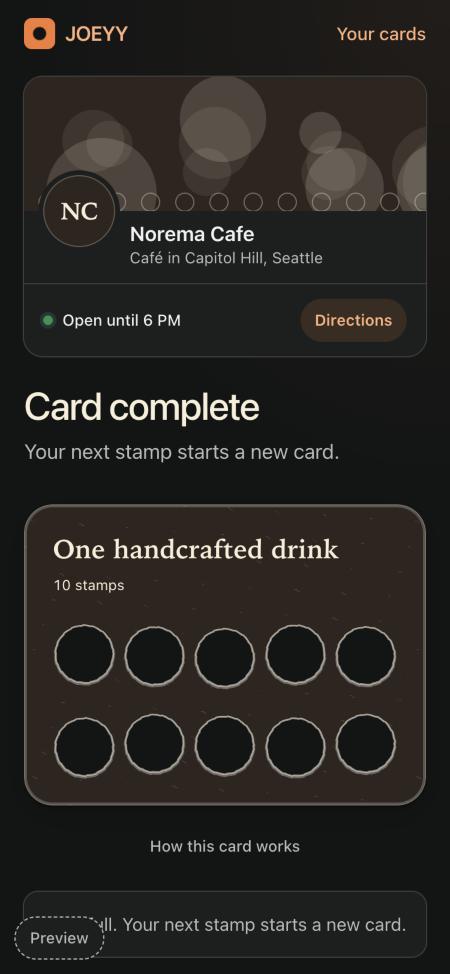 JOEYY
Your cards
NC
Norema Cafe
Café in Capitol Hill, Seattle
Open until 6 PM
Directions
Card complete
Your next stamp starts a new card.
One handcrafted drink
10 stamps
How this card works
Your next stamp starts a new card.
Preview